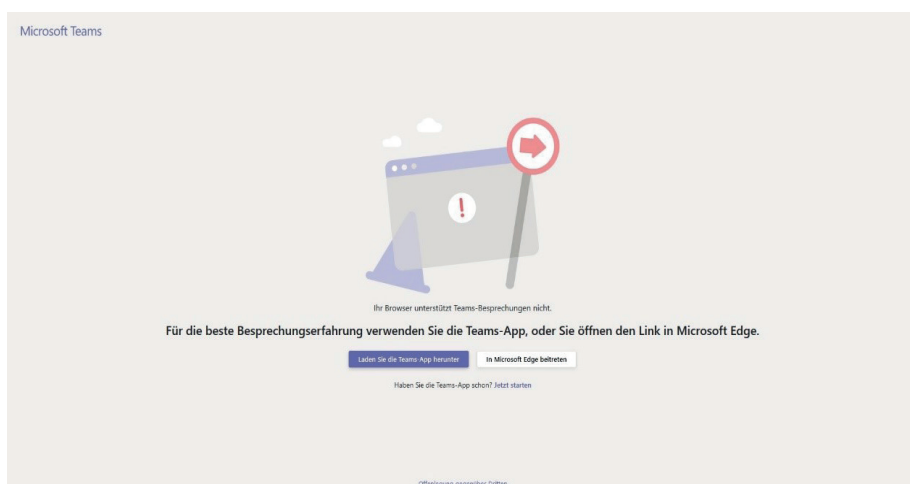 Microsoft Teams
Ihr Browser unterstützt Teams-Besprechungen nicht.
Für die beste Besprechungserfahrung verwenden Sie die Teams-App, oder Sie öffnen den Link in Microsoft Edge.
Laden Sie die Teams-App herunter
In Microsoft Edge beitreten
Haben Sie die Teams-App schon? Jetzt starten